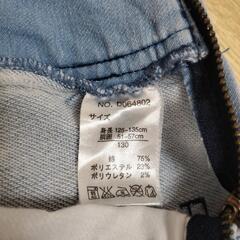 NO. b064802
サイズ
身長 125-135cm
胴囲 51-57cm
130
綿 75%
ポリエステル 23%
ポリウレタン 2%